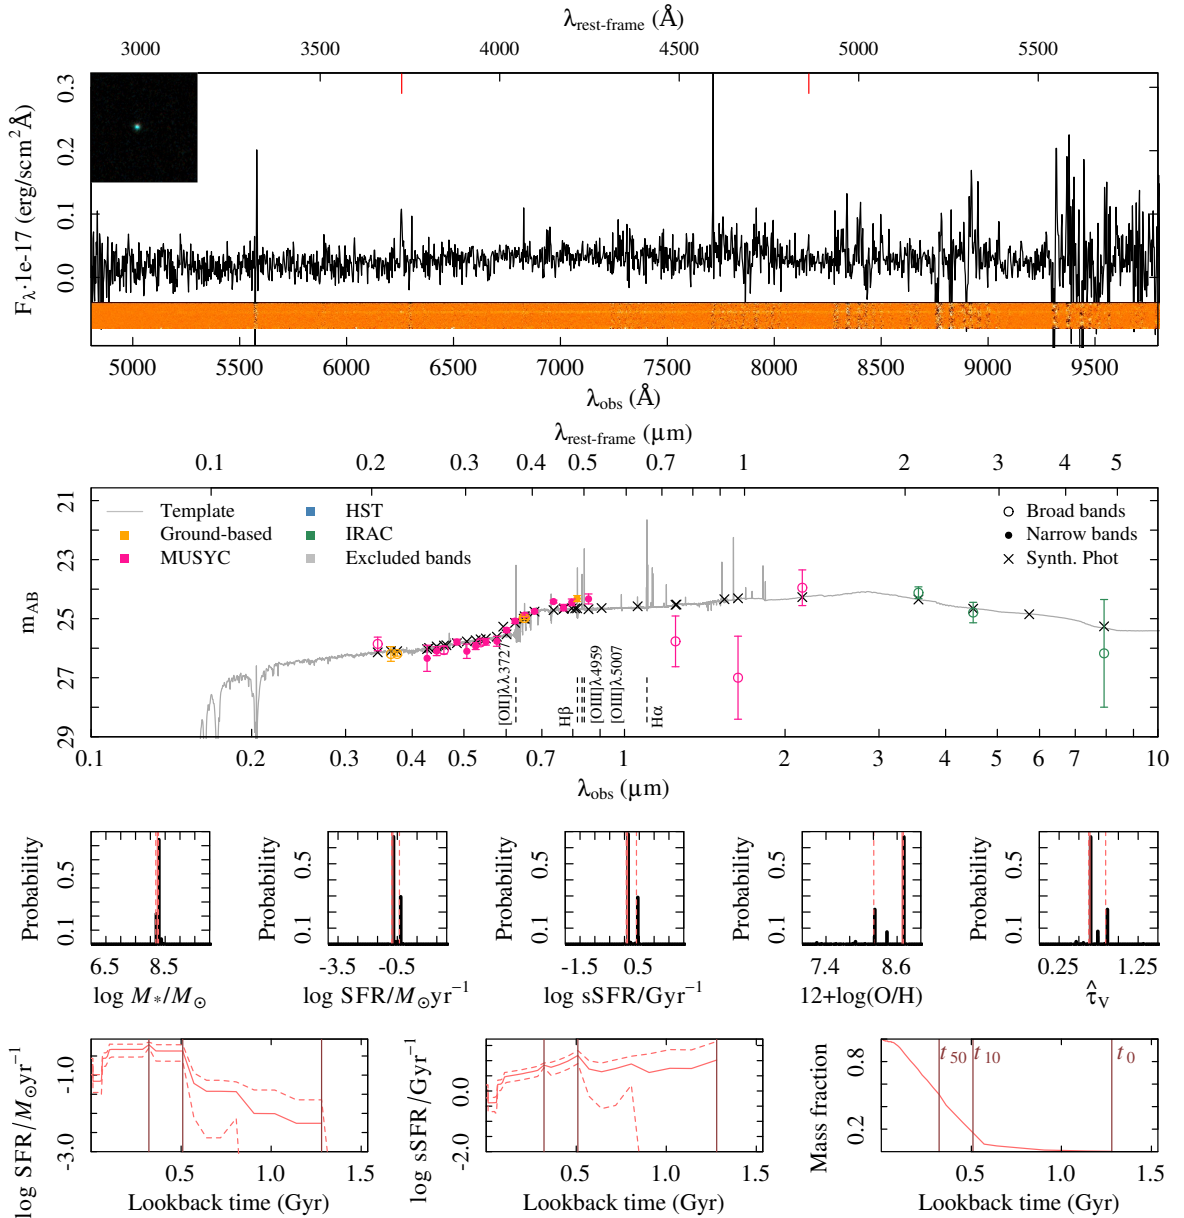 λrest-frame (Å)
3000 3500 4000 4500 5000 5500
Fλ·1e-17 (erg/scm²Å)
0.0 0.1 0.2 0.3
5000 5500 6000 6500 7000 7500 8000 8500 9000 9500
λobs (Å)
λrest-frame (μm)
0.1 0.2 0.3 0.4 0.5 0.7 1 2 3 4 5
mAB
21 23 25 27 29
Template
Ground-based
MUSYC
HST
IRAC
Excluded bands
Broad bands
Narrow bands
Synth. Phot
[OII]λλ3727
Hβ
[OIII]λ4959
[OIII]λ5007
Hα
0.1 0.2 0.3 0.4 0.5 0.7 1 2 3 4 5 6 7 8 10
λobs (μm)
Probability
0.1 0.5
6.5 8.5
log M*/M⊙
Probability
0.1 0.5
-3.5 -0.5
log SFR/M⊙yr⁻¹
Probability
0.1 0.5
-1.5 0.5
log sSFR/Gyr⁻¹
Probability
0.1 0.5
7.4 8.6
12+log(O/H)
Probability
0.1 0.5
0.25 1.25
τ̂V
log SFR/M⊙yr⁻¹
-3.0 -1.0
0.5 1.0 1.5
Lookback time (Gyr)
log sSFR/Gyr⁻¹
-2.0 0.0
0.5 1.0 1.5
Lookback time (Gyr)
Mass fraction
0.2 0.8
t50 t10 t0
0.5 1.0 1.5
Lookback time (Gyr)